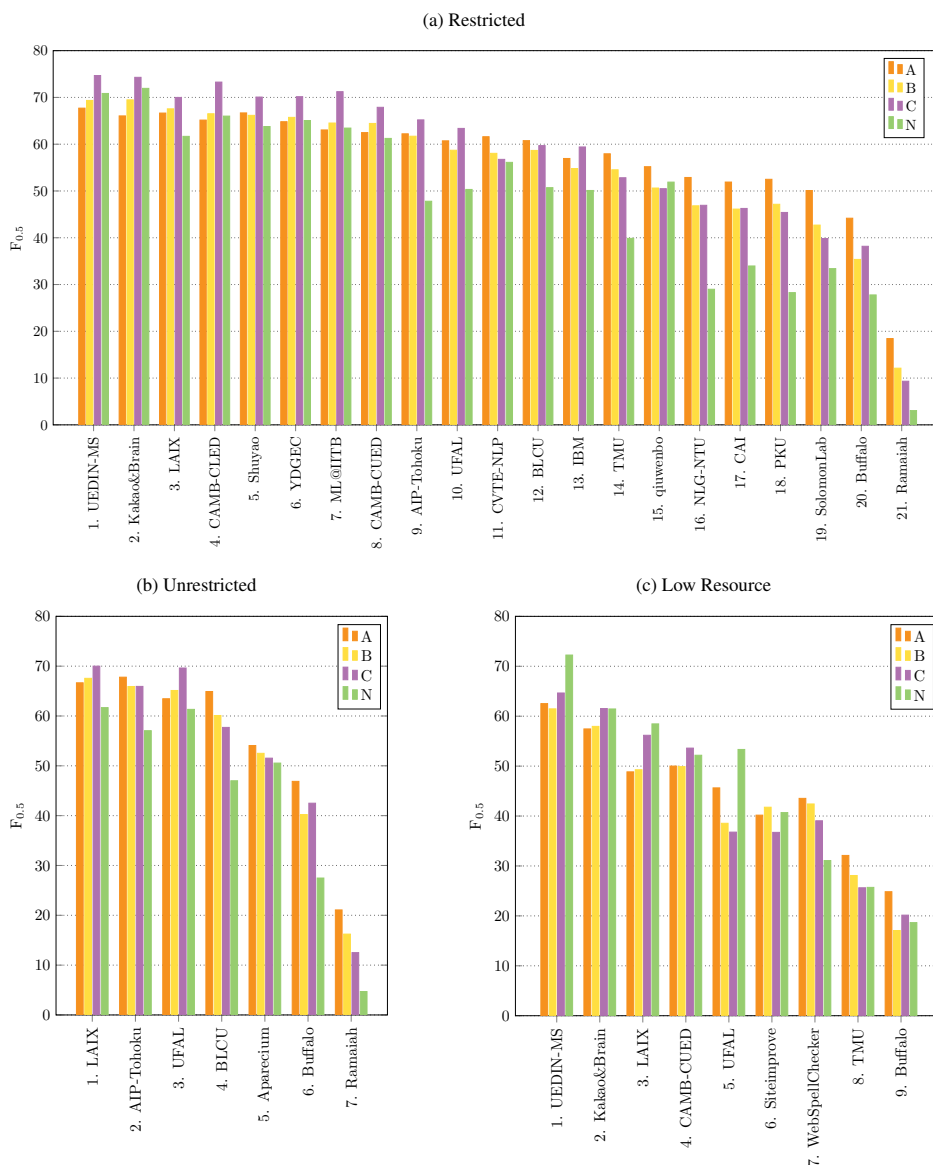 (a) Restricted
80
70
60
50
40
30
20
10
0
F0.5
A
B
C
N
1. UEDIN-MS
2. Kakao&Brain
3. LAIX
4. CAMB-CLED
5. Shuyao
6. YDGEC
7. ML@IITB
8. CAMB-CUED
9. AIP-Tohoku
10. UFAL
11. CVTE-NLP
12. BLCU
13. IBM
14. TMU
15. qiuwenbo
16. NLG-NTU
17. CAI
18. PKU
19. SolomonLab
20. Buffalo
21. Ramaiah
(b) Unrestricted
80
70
60
50
40
30
20
10
0
F0.5
A
B
C
N
1. LAIX
2. AIP-Tohoku
3. UFAL
4. BLCU
5. Aparecium
6. Buffalo
7. Ramaiah
(c) Low Resource
80
70
60
50
40
30
20
10
0
F0.5
A
B
C
N
1. UEDIN-MS
2. Kakao&Brain
3. LAIX
4. CAMB-CUED
5. UFAL
6. Siteimprove
7. WebSpellChecker
8. TMU
9. Buffalo